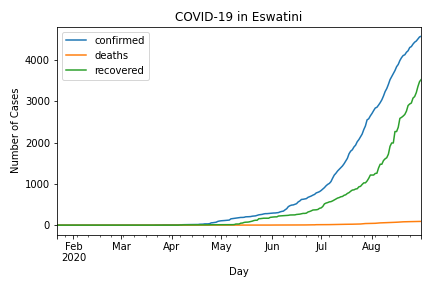 COVID-19 in Eswatini
confirmed
deaths
recovered
Number of Cases
4000
3000
2000
1000
0
Feb Mar Apr May Jun Jul Aug
2020
Day